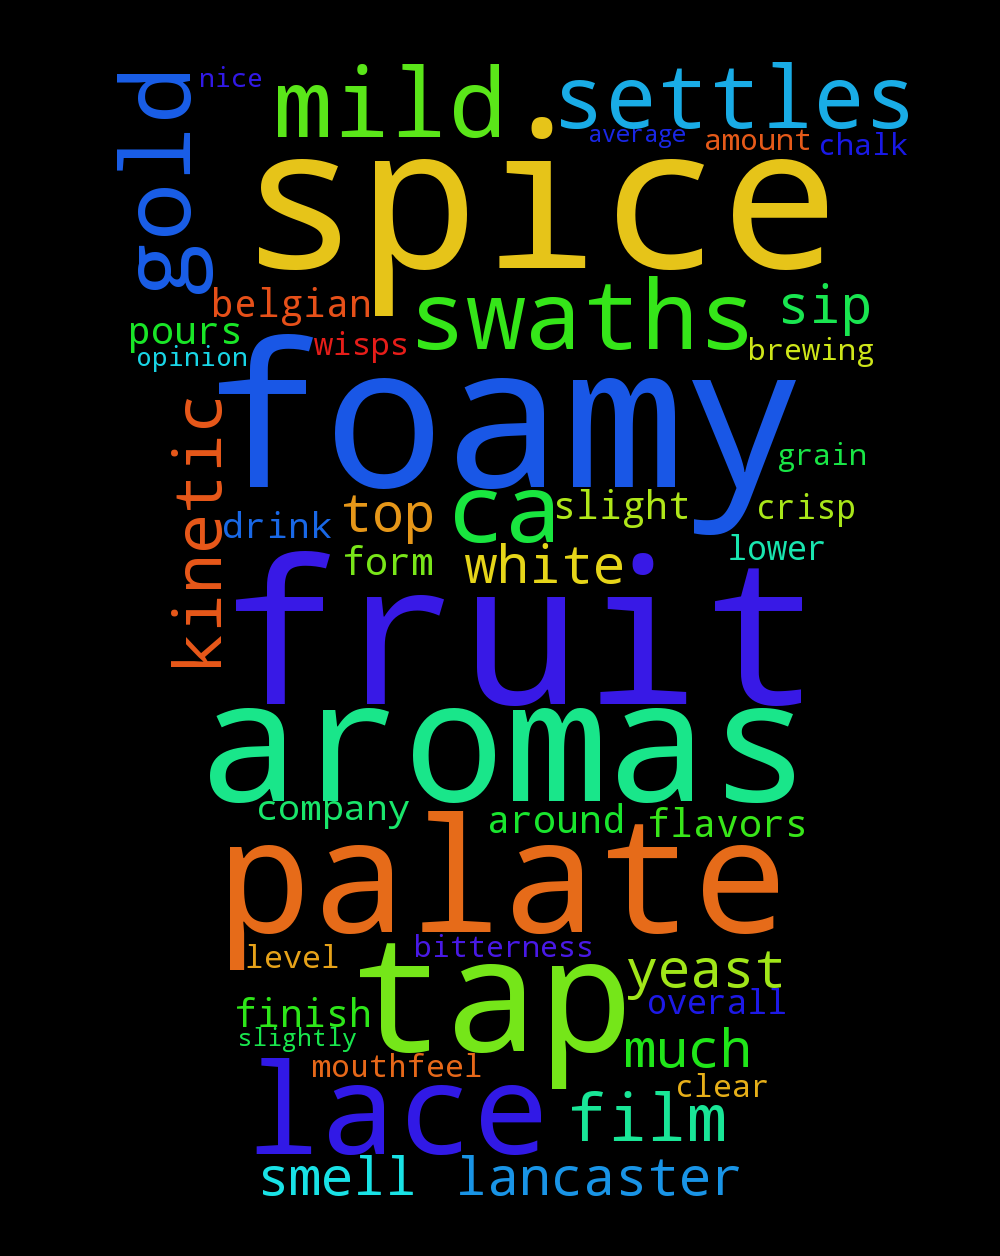 nice
mild
settles
gold
average
amount
chalk
spice
belgian
swaths
sip
pours
opinion
wisps
brewing
foamy
kinetic
grain
drink
top
ca
slight
crisp
form
white
lower
fruit
aromas
company
around
flavors
palate
level
bitterness
tap
yeast
overall
finish
slightly
much
mouthfeel
clear
lace
film
smell
lancaster